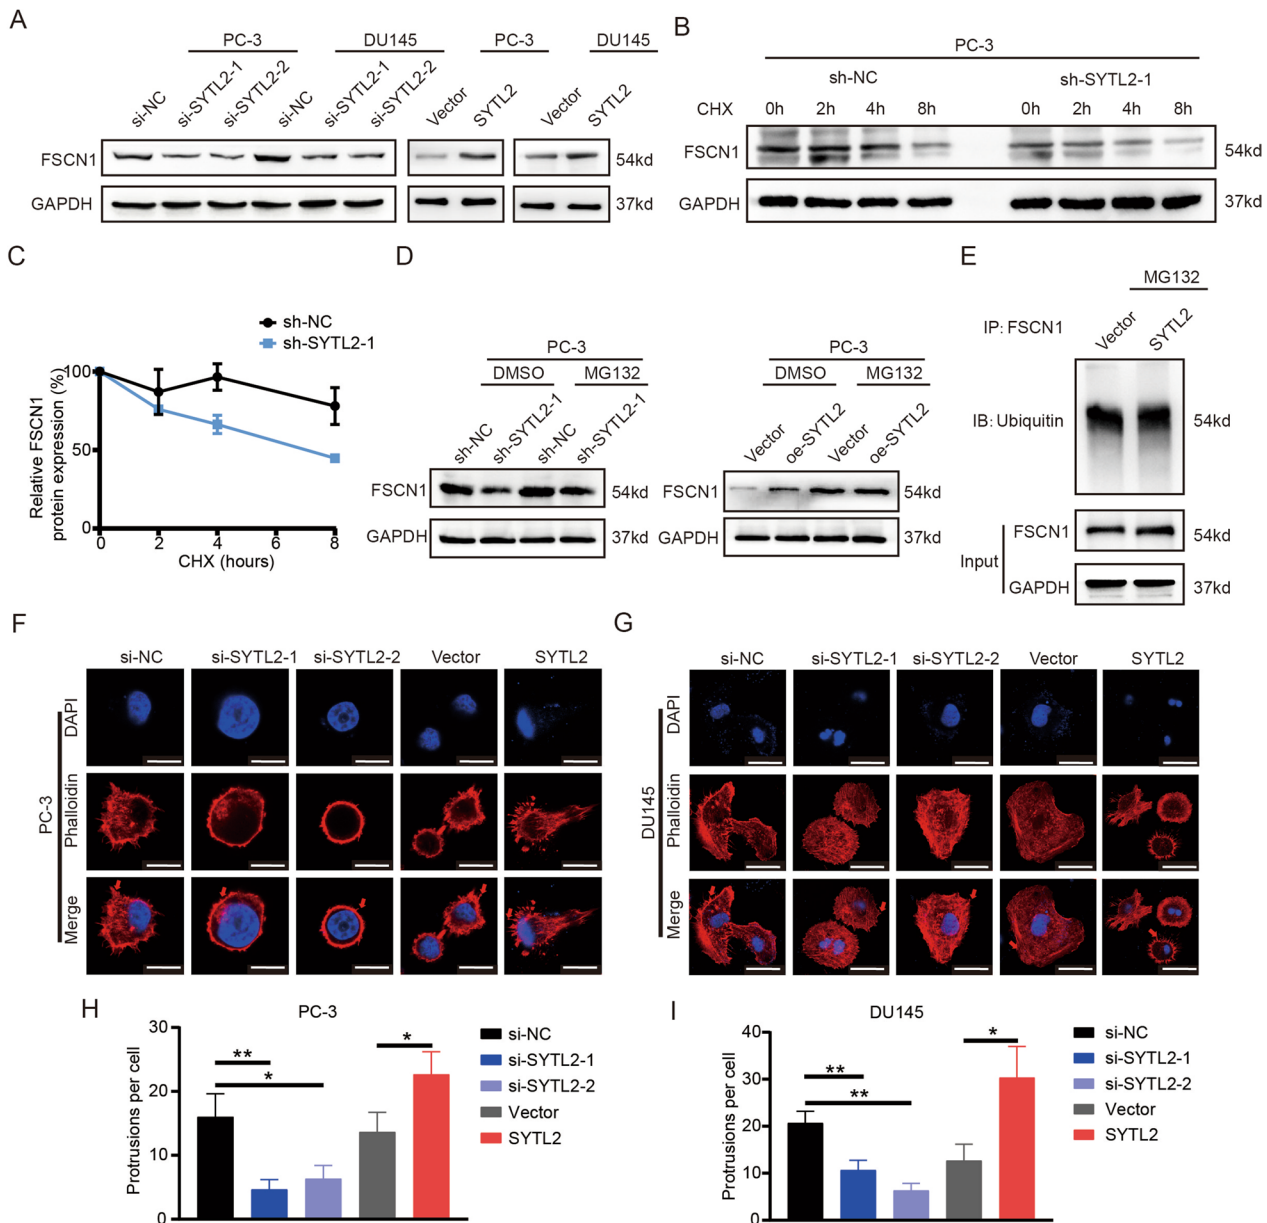 A
PC-3
DU145
PC-3
DU145
si-NC
si-SYTL2-1
si-SYTL2-2
si-NC
si-SYTL2-1
si-SYTL2-2
Vector
SYTL2
Vector
SYTL2
FSCN1
54kd
GAPDH
37kd
B
PC-3
sh-NC
sh-SYTL2-1
CHX 0h 2h 4h 8h 0h 2h 4h 8h
FSCN1
54kd
GAPDH
37kd
C
sh-NC
sh-SYTL2-1
Relative FSCN1
protein expression (%)
100
50
0
0 2 4 6 8
CHX (hours)
D
PC-3
DMSO MG132
sh-NC
sh-SYTL2-1
sh-NC
sh-SYTL2-1
FSCN1
54kd
GAPDH
37kd
PC-3
DMSO MG132
Vector
oe-SYTL2
Vector
oe-SYTL2
FSCN1
54kd
GAPDH
37kd
E
MG132
IP: FSCN1
Vector
SYTL2
IB: Ubiquitin
54kd
Input
FSCN1
54kd
GAPDH
37kd
F
si-NC si-SYTL2-1 si-SYTL2-2 Vector SYTL2
PC-3
DAPI
Phalloidin
Merge
G
si-NC si-SYTL2-1 si-SYTL2-2 Vector SYTL2
DU145
DAPI
Phalloidin
Merge
H
PC-3
Protrusions per cell
30
20
10
0
**
*
*
si-NC
si-SYTL2-1
si-SYTL2-2
Vector
SYTL2
I
DU145
Protrusions per cell
40
30
20
10
0
**
**
*
si-NC
si-SYTL2-1
si-SYTL2-2
Vector
SYTL2